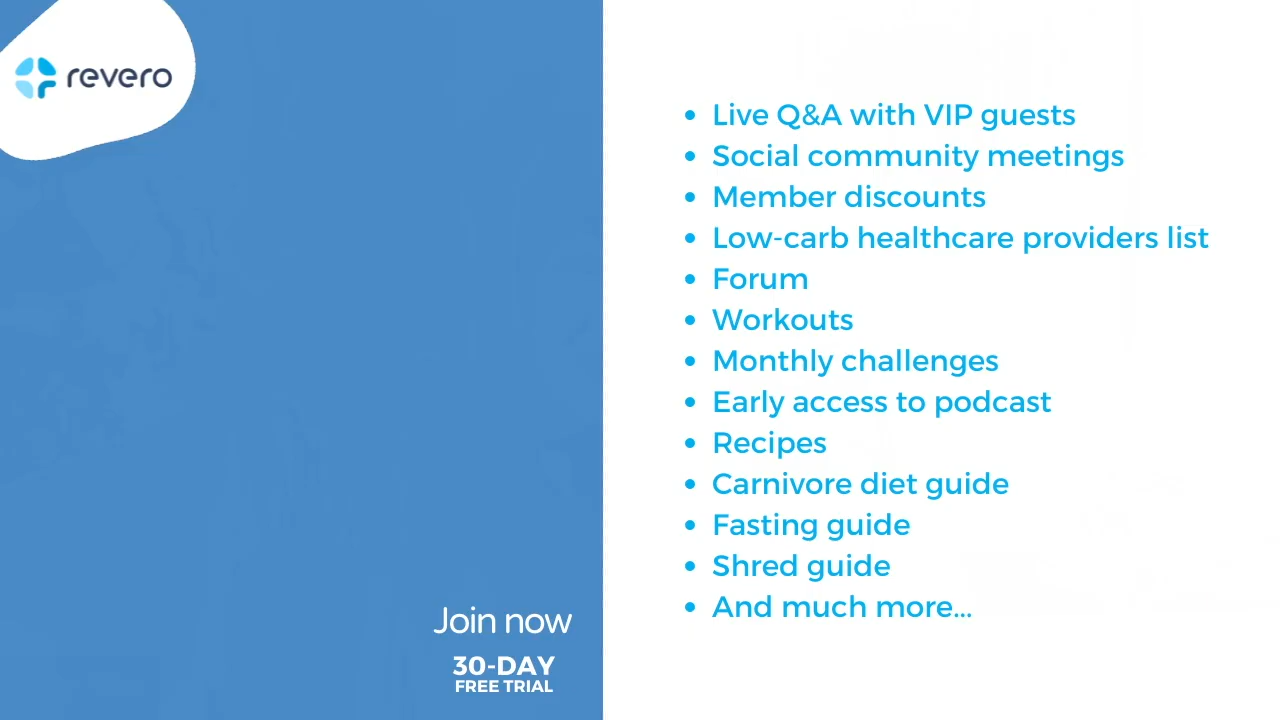 revero
Live Q&A with VIP guests
Social community meetings
Member discounts
Low-carb healthcare providers list
Forum
Workouts
Monthly challenges
Early access to podcast
Recipes
Carnivore diet guide
Fasting guide
Shred guide
And much more...
Join now
30-DAY
FREE TRIAL